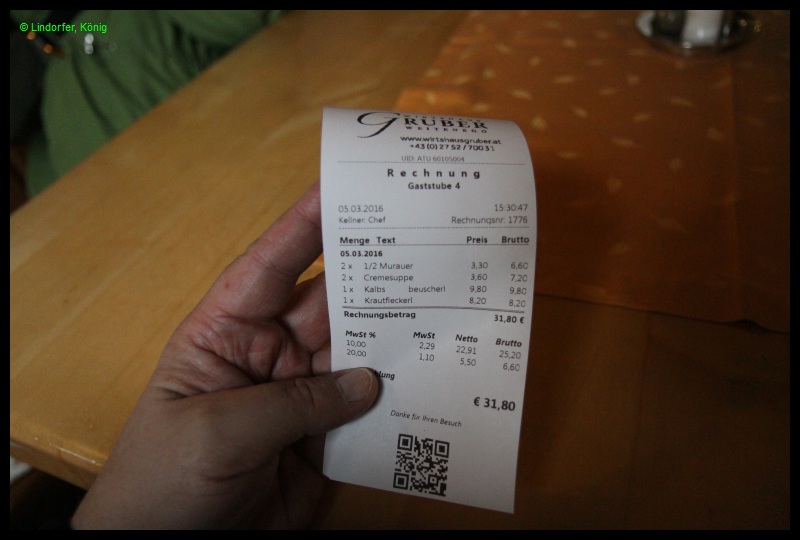 © Lindorfer, König
GRUBER
WEITENEGG
www.wirtshausgruber.at
+43 (0) 27 52 / 700 31
UID: ATU 60105004
Rechnung
Gaststube 4
05.03.2016 15:30:47
Kellner: Chef Rechnungsnr: 1776
Menge Text Preis Brutto
05.03.2016
2 x 1/2 Murauer 3,30 6,60
2 x Cremesuppe 3,60 7,20
1 x Kalbs beuscherl 9,80 9,80
1 x Krautfleckerl 8,20 8,20
Rechnungsbetrag 31,80 €
MwSt % MwSt Netto Brutto
10,00 2,29 22,91 25,20
20,00 1,10 5,50 6,60
€ 31,80
Danke für Ihren Besuch